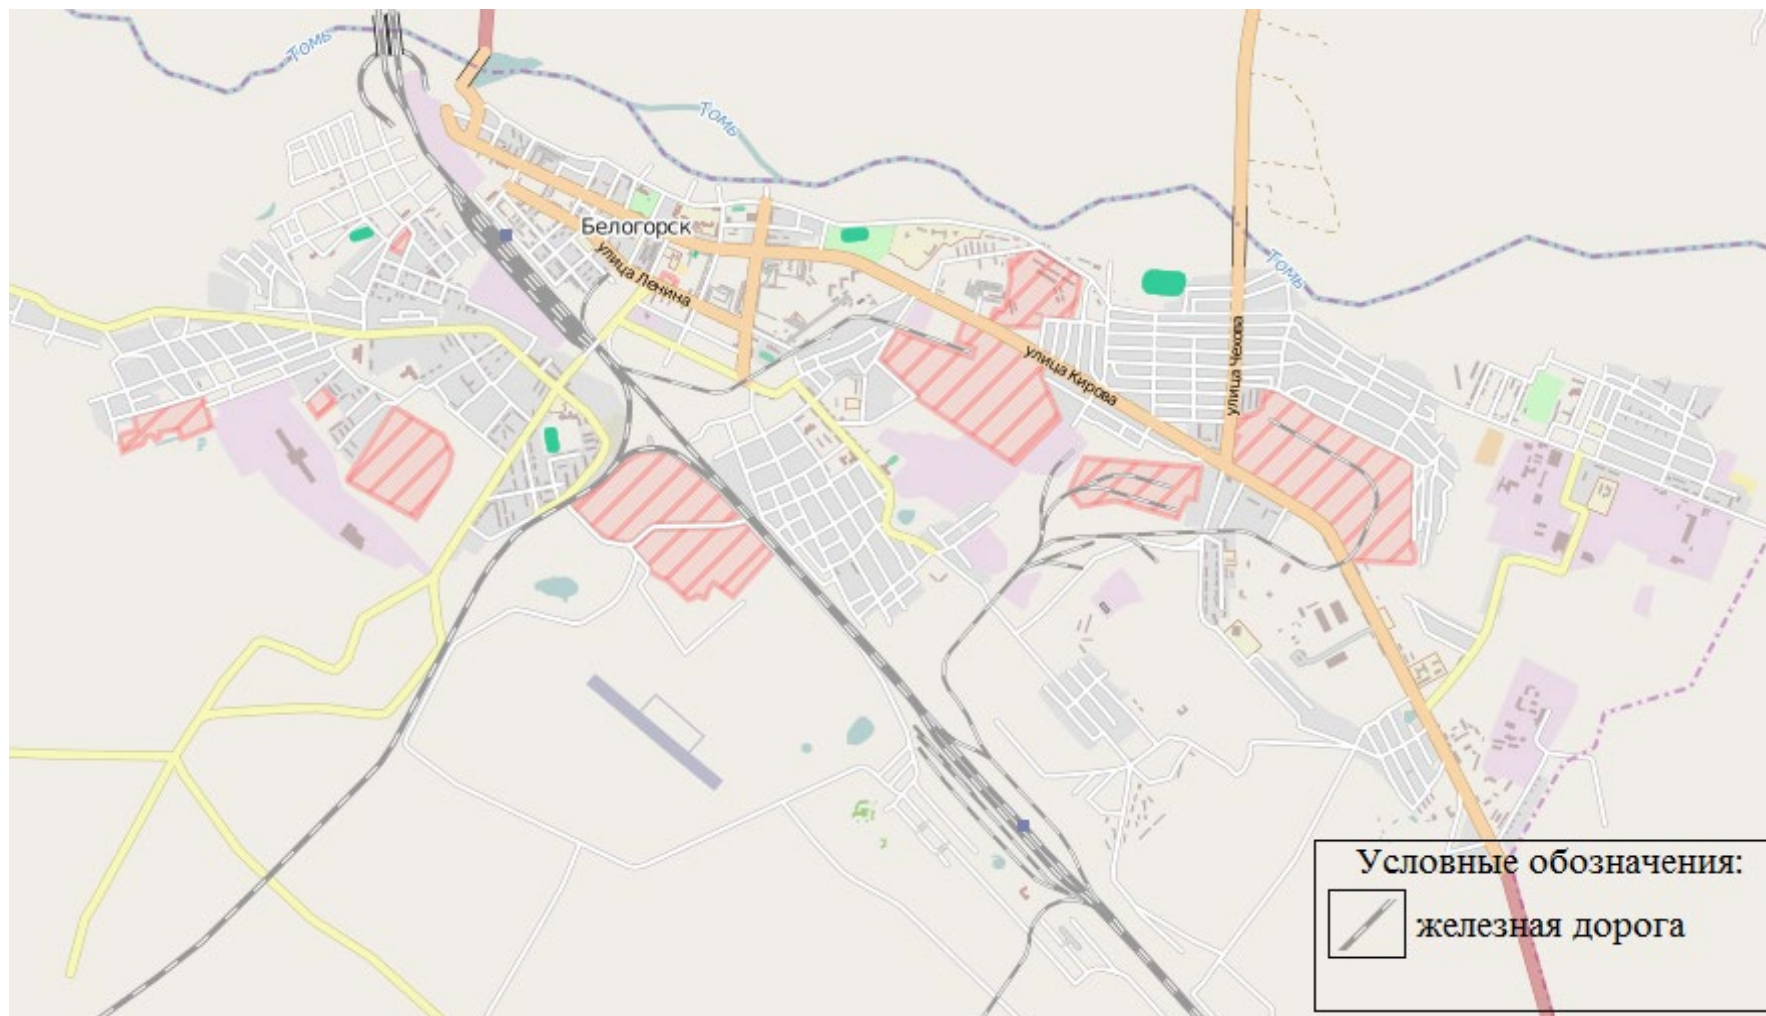 Томь
Томь
Белогорск
улица Ленина
Томь
улица Чехова
улица Кирова
Условные обозначения:
железная дорога